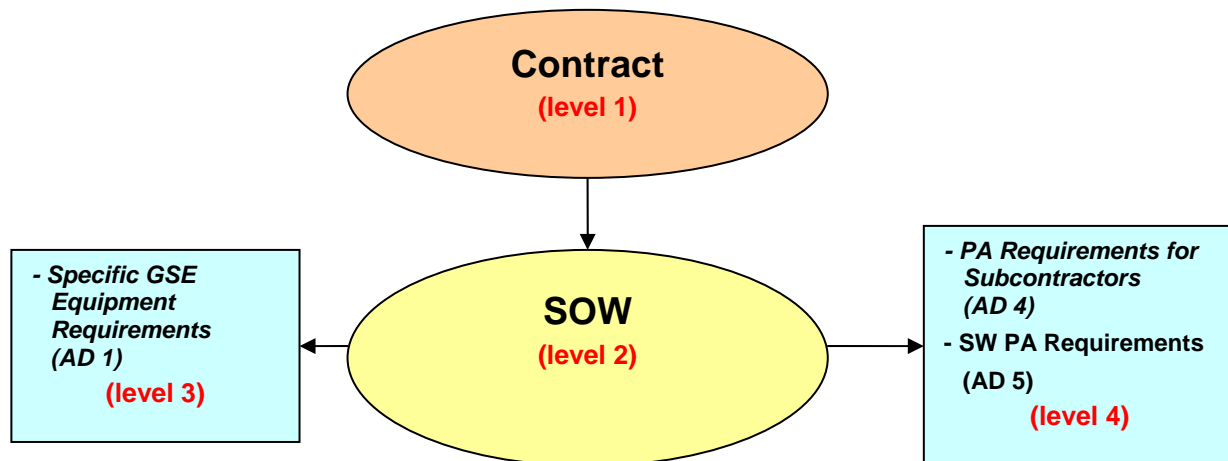 Contract
(level 1)
- Specific GSE
Equipment
Requirements
(AD 1)
(level 3)
SOW
(level 2)
- PA Requirements for
Subcontractors
(AD 4)
- SW PA Requirements
(AD 5)
(level 4)